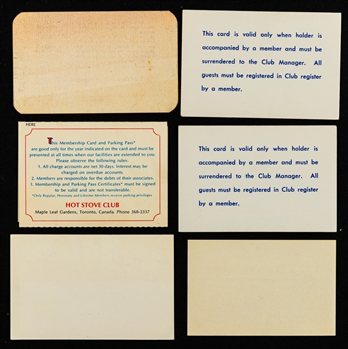 This card is valid only when holder is
accompanied by a member and must be
surrendered to the Club Manager. All
guests must be registered in Club register
by a member.
HERE
This Membership Card and Parking Pass*
are good only for the year indicated on the card and must be
presented at all times when our facilities are extended to you.
Please observe the following rules:
1. All charge accounts are net 30 days. Interest may be
charged on overdue accounts.
2. Members are responsible for the debts of their associates.
3. Membership and Parking Pass Certificates* must be signed
to be valid and are not transferable.
HOT STOVE CLUB
Maple Leaf Gardens, Toronto, Canada. Phone 368-2337
This card is valid only when holder is
accompanied by a member and must be
surrendered to the Club Manager. All
guests must be registered in Club register
by a member.